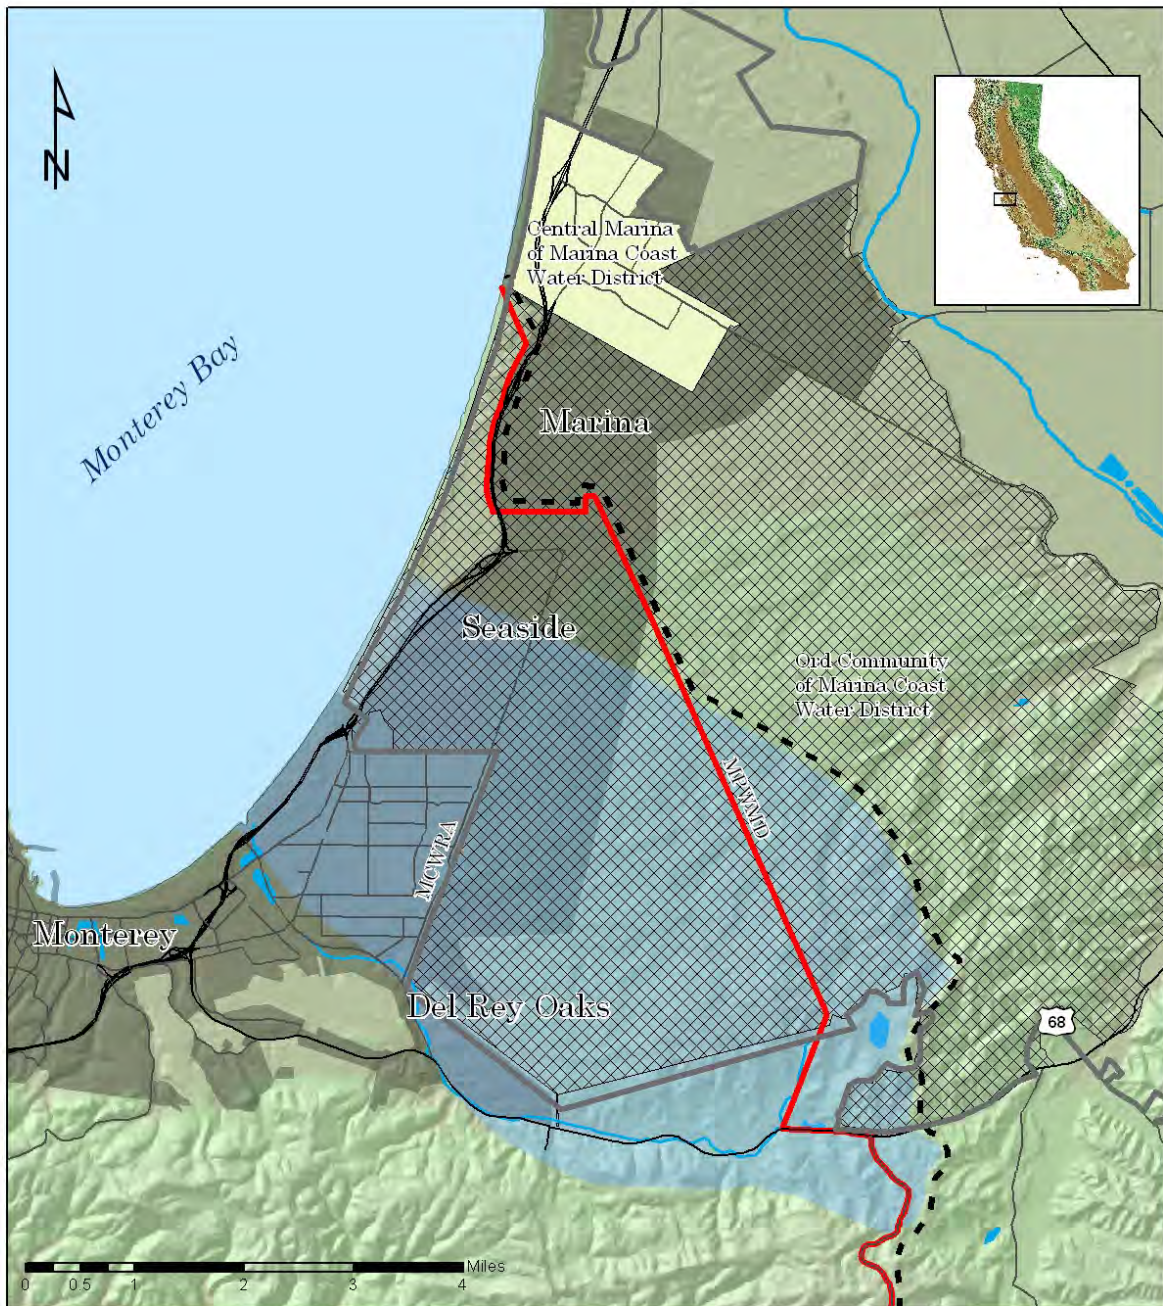 N
Central Marina
of Marina Coast
Water District
Monterey Bay
Marina
Seaside
Ord Community
of Marina Coast
Water District
MPWMD
MCWRA
Monterey
Del Rey Oaks
68
Miles
0 0 5 1 2 3 4